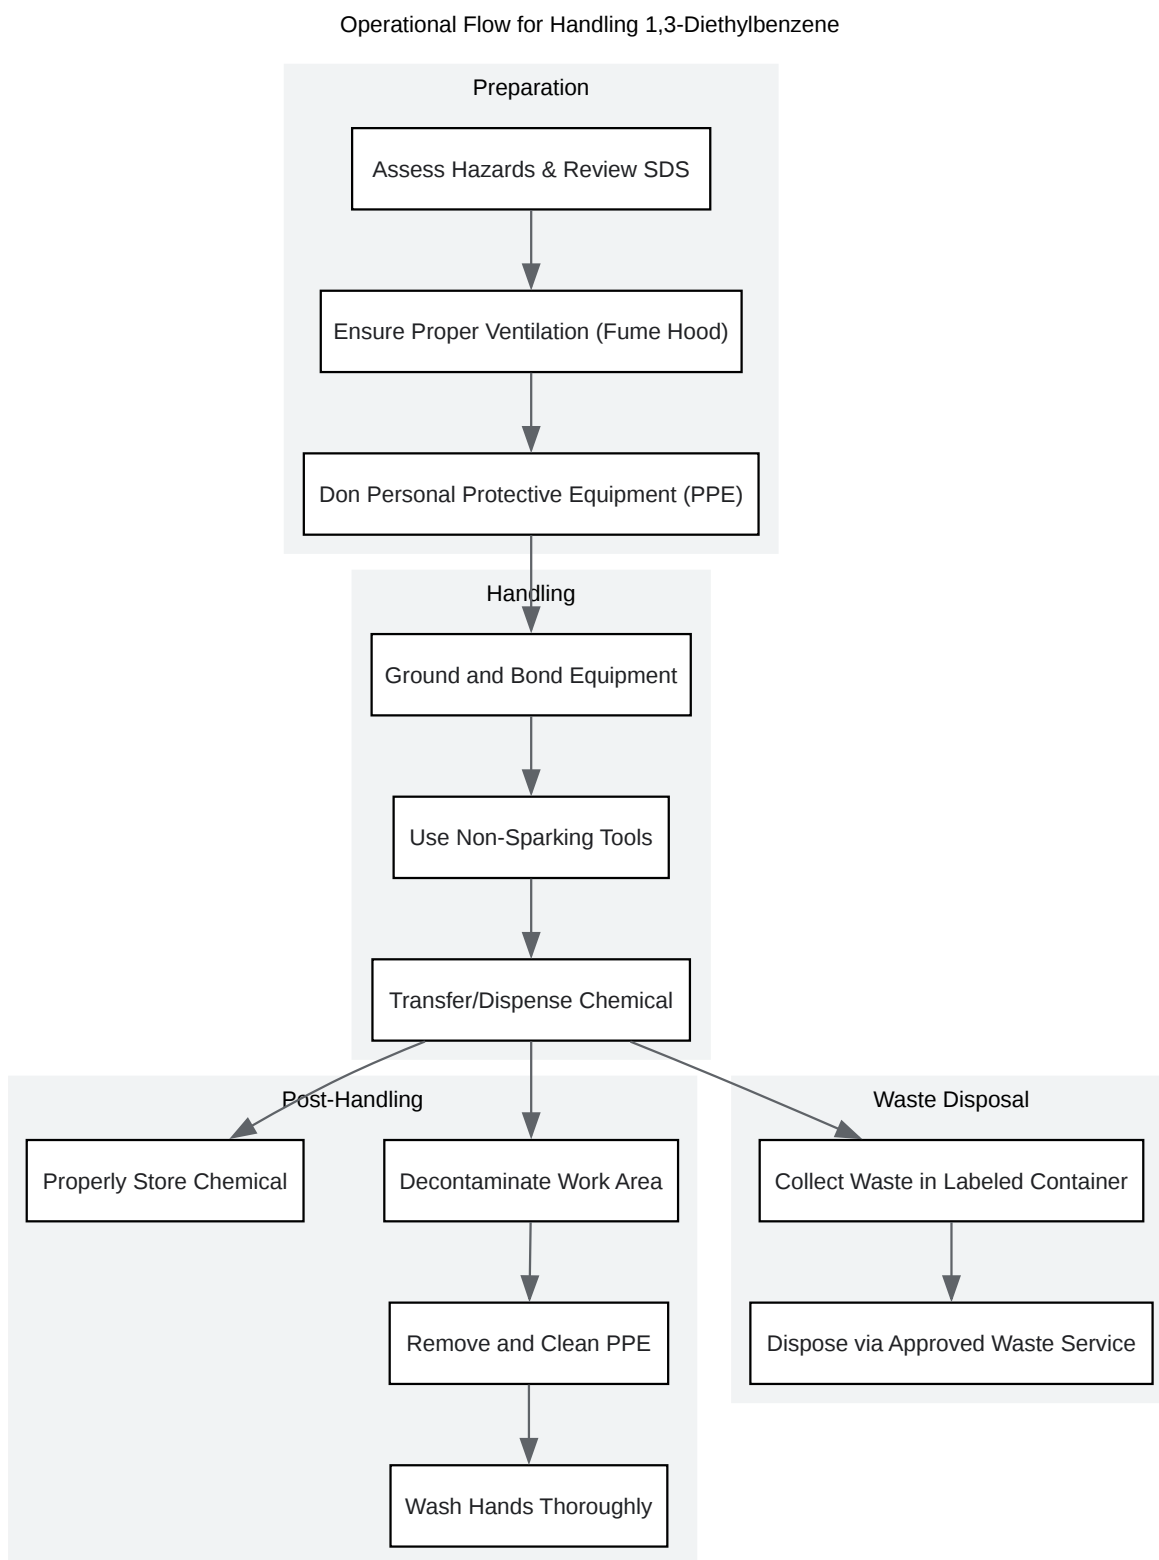 Operational Flow for Handling 1,3-Diethylbenzene
Preparation
Assess Hazards & Review SDS
Ensure Proper Ventilation (Fume Hood)
Don Personal Protective Equipment (PPE)
Handling
Ground and Bond Equipment
Use Non-Sparking Tools
Transfer/Dispense Chemical
Post-Handling
Properly Store Chemical
Decontaminate Work Area
Remove and Clean PPE
Wash Hands Thoroughly
Waste Disposal
Collect Waste in Labeled Container
Dispose via Approved Waste Service